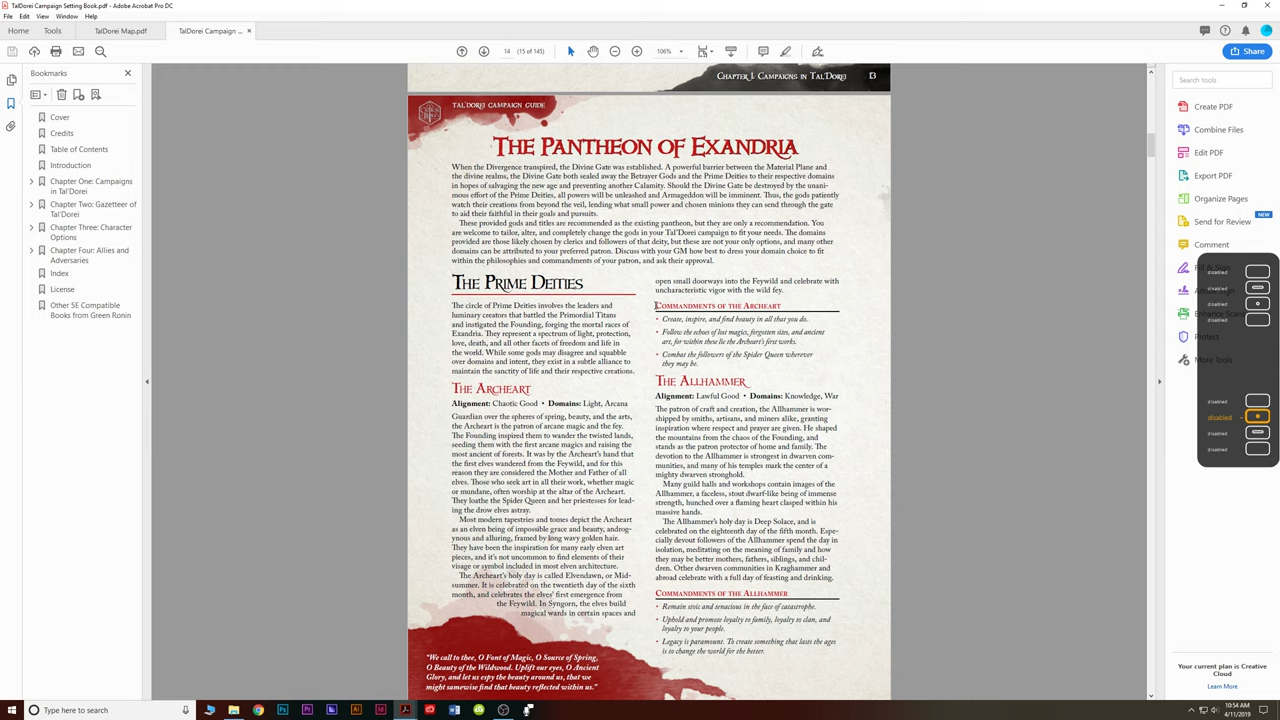 TalDorei Campaign Setting Book.pdf - Adobe Acrobat Pro DC
File Edit View Window Help
Home Tools TalDorei Map.pdf TalDorei Campaign ... ×
14 (15 of 145) 106%
Share
Bookmarks
Cover
Credits
Table of Contents
Introduction
Chapter One: Campaigns
in Tal'Dorei
Chapter Two: Gazetteer of
Tal'Dorei
Chapter Three: Character
Options
Chapter Four: Allies and
Adversaries
Index
License
Other 5E Compatible
Books from Green Ronin
Chapter 1: Campaigns in Tal'Dorei 13
Tal'Dorei Campaign Guide
The Pantheon of Exandria
When the Divergence transpired, the Divine Gate was established. A powerful barrier between the Material Plane and
the divine realms, the Divine Gate both sealed away the Betrayer Gods and the Prime Deities to their respective domains
in hopes of salvaging the new age and preventing another Calamity. Should the Divine Gate be destroyed by the unani-
mous effort of the Prime Deities, all powers will be unleashed and Armageddon will be imminent. Thus, the gods patiently
watch their creations from beyond the veil, lending what small power and chosen minions they can send through the gate
to aid their faithful in their goals and pursuits.
These provided gods and titles are recommended as the existing pantheon, but they are only a recommendation. You
are welcome to tailor, alter, and completely change the gods in your Tal'Dorei campaign to fit your needs. The domains
provided are those likely chosen by clerics and followers of that deity, but these are not your only options, and many other
domains can be attributed to your preferred patron. Discuss with your GM how best to dress your domain choice to fit
within the philosophies and commandments of your patron, and ask their approval.
The Prime Deities
The circle of Prime Deities involves the leaders and
luminary creators that battled the Primordial Titans
and instigated the Founding, forging the mortal races of
Exandria. They represent a spectrum of light, protection,
love, death, and all other facets of freedom and life in
the world. While some gods may disagree and squabble
over domains and intent, they exist in a subtle alliance to
maintain the sanctity of life and their respective creations.
The Archeart
Alignment: Chaotic Good • Domains: Light, Arcana
Guardian over the spheres of spring, beauty, and the arts,
the Archeart is the patron of arcane magic and the fey.
The Founding inspired them to wander the twisted lands,
seeding them with the first arcane magics and raising the
most ancient of forests. It was by the Archeart's hand that
the first elves wandered from the Feywild, and for this
reason they are considered the Mother and Father of all
elves. Those who seek art in all their work, whether magic
or mundane, often worship at the altar of the Archeart.
They loathe the Spider Queen and her priestesses for lead-
ing the drow elves astray.
Most modern tapestries and tomes depict the Archeart
as an elven being of impossible grace and beauty, androg-
ynous and alluring, framed by long wavy golden hair.
They have been the inspiration for many early elven art
pieces, and it's not uncommon to find elements of their
visage or symbol included in most elven architecture.
The Archeart's holy day is called Elvendawn, or Mid-
summer. It is celebrated on the twentieth day of the sixth
month, and celebrates the elves' first emergence from
the Feywild. In Syngorn, the elves build
magical wards in certain spaces and
"We call to thee, O Font of Magic, O Source of Spring,
O Beauty of the Wildwood. Uplift our eyes, O Ancient
Glory, and let us espy the beauty around us, that we
might samewise find that beauty reflected within us."
open small doorways into the Feywild and celebrate with
uncharacteristic vigor with the wild fey.
Commandments of the Archeart
• Create, inspire, and find beauty in all that you do.
• Follow the echoes of lost magics, forgotten sites, and ancient
art, for within these lie the Archeart's first works.
• Combat the followers of the Spider Queen wherever
they may be.
The Allhammer
Alignment: Lawful Good • Domains: Knowledge, War
The patron of craft and creation, the Allhammer is wor-
shipped by smiths, artisans, and miners alike, granting
inspiration where respect and prayer are given. He shaped
the mountains from the chaos of the Founding, and
stands as the patron protector of home and family. The
devotion to the Allhammer is strongest in dwarven com-
munities, and many of his temples mark the center of a
mighty dwarven stronghold.
Many guild halls and workshops contain images of the
Allhammer, a faceless, stout dwarf-like being of immense
strength, hunched over a flaming heart clasped within his
massive hands.
The Allhammer's holy day is Deep Solace, and is
celebrated on the eighteenth day of the fifth month. Espe-
cially devout followers of the Allhammer spend the day in
isolation, meditating on the meaning of family and how
they may be better mothers, fathers, siblings, and chil-
dren. Other dwarven communities in Kraghammer and
abroad celebrate with a full day of feasting and drinking.
Commandments of the Allhammer
• Remain stoic and tenacious in the face of catastrophe.
• Uphold and promote loyalty to family, loyalty to clan, and
loyalty to your people.
• Legacy is paramount. To create something that lasts the ages
is to change the world for the better.
Search tools
Create PDF
Combine Files
Edit PDF
Export PDF
Organize Pages
Send for Review NEW
Comment
Protect
More Tools
disabled
disabled
disabled
disabled
disabled
disabled
disabled
disabled
Your current plan is Creative
Cloud
Learn More
Type here to search
10:54 AM
4/11/2019